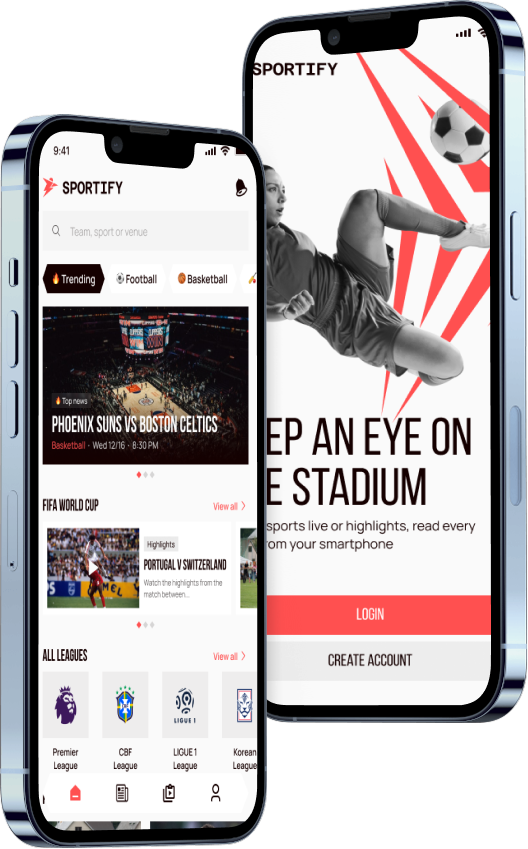 SPORTIFY
9:41
SPORTIFY
Team, sport or venue
Trending
Football
Basketball
CLIPPERS
Top news
PHOENIX SUNS VS BOSTON CELTICS
Basketball · Wed 12/16 · 8:30 PM
FIFA WORLD CUP
View all
Highlights
PORTUGAL V SWITZERLAND
Watch the highlights from the
match between...
ALL LEAGUES
View all
LIGUE 1
Premier
League
CBF
League
LIGUE 1
Academy
Korean
League
EP AN EYE ON
E STADIUM
sports live or highlights, read every
rom your smartphone
LOGIN
CREATE ACCOUNT